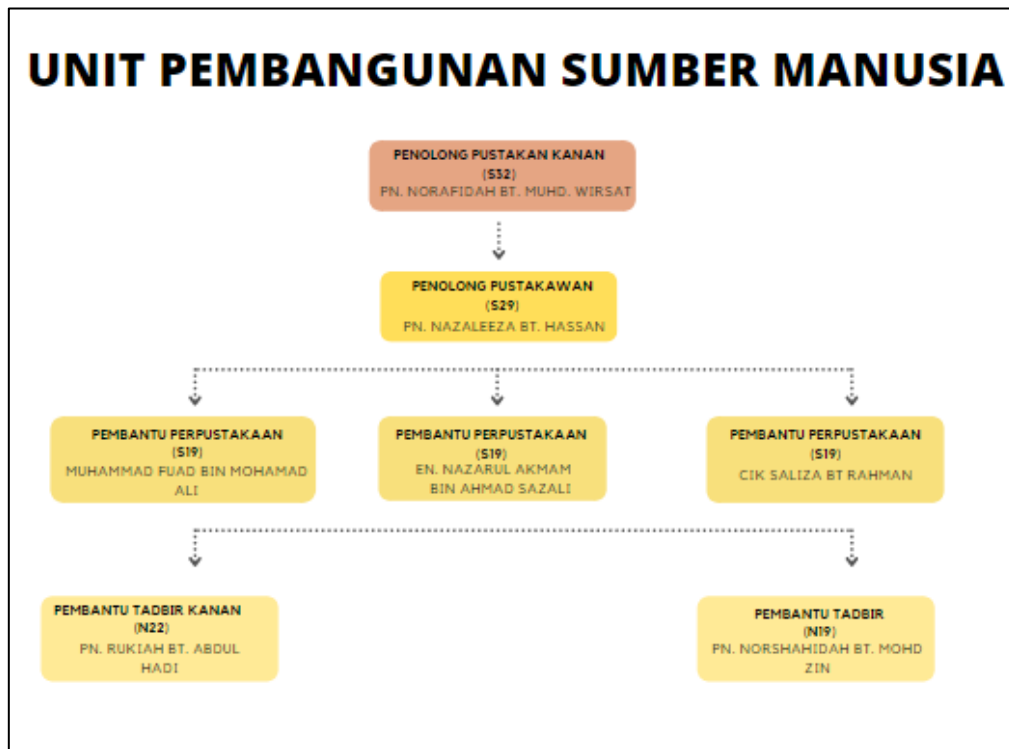 UNIT PEMBANGUNAN SUMBER MANUSIA
PENOLONG PUSTAKAN KANAN
(S32)
PN. NORAFIDAH BT. MUHD. WIRSAT
PENOLONG PUSTAKAWAN
(S29)
PN. NAZALEEZA BT. HASSAN
PEMBANTU PERPUSTAKAAN
(S19)
MUHAMMAD FUAD BIN MOHAMAD
ALI
PEMBANTU PERPUSTAKAAN
(S19)
EN. NAZARUL AKMAM
BIN AHMAD SAZALI
PEMBANTU PERPUSTAKAAN
(S19)
CIK SALIZA BT RAHMAN
PEMBANTU TADBIR KANAN
(N22)
PN. RUKIAH BT. ABDUL
HADI
PEMBANTU TADBIR
(N19)
PN. NORSHAHIDAH BT. MOHD
ZIN